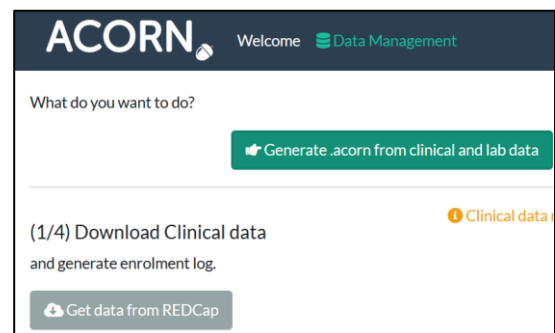 ACORN
Welcome Data Management
What do you want to do?
Generate .acorn from clinical and lab data
Clinical data
(1/4) Download Clinical data
and generate enrolment log.
Get data from REDCap